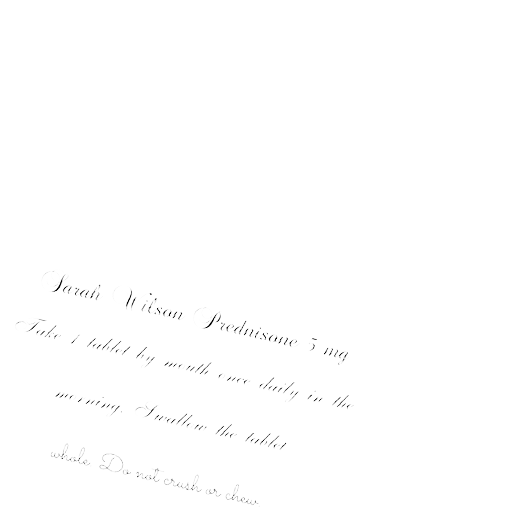 Sarah Wilson Prednisone 5 mg
Take 1 tablet by mouth once daily in the
morning. Swallow the tablet
whole. Do not crush or chew